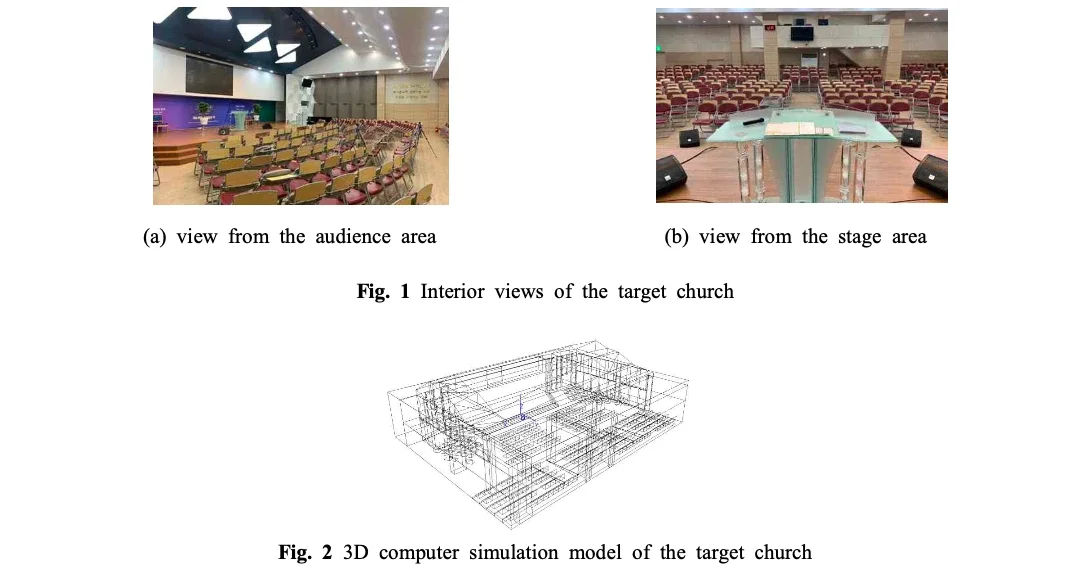 (a) view from the audience area
(b) view from the stage area
Fig. 1 Interior views of the target church
Fig. 2 3D computer simulation model of the target church